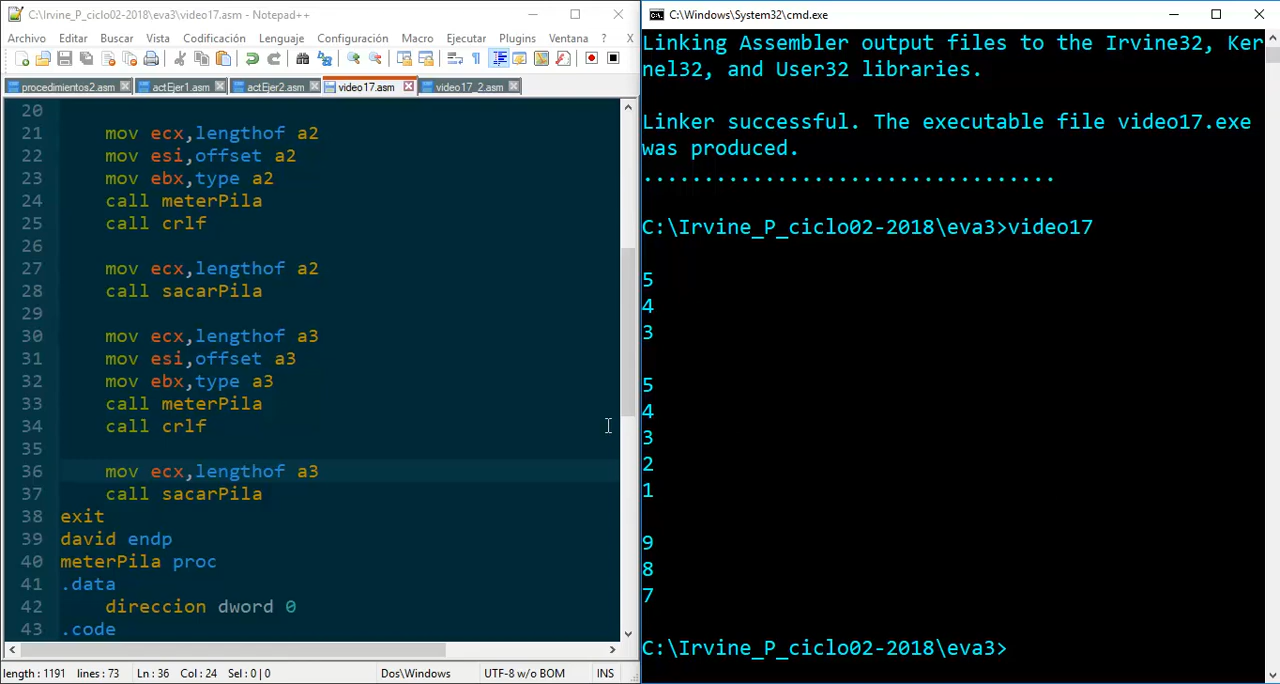 C:\Irvine_P_ciclo02-2018\eva3\video17.asm - Notepad++
Archivo Editar Buscar Vista Codificación Lenguaje Configuración Macro Ejecutar Plugins Ventana ? X
procedimientos2.asm actEjer1.asm actEjer2.asm video17.asm video17_2.asm
20
21 mov ecx,lengthof a2
22 mov esi,offset a2
23 mov ebx,type a2
24 call meterPila
25 call crlf
26
27 mov ecx,lengthof a2
28 call sacarPila
29
30 mov ecx,lengthof a3
31 mov esi,offset a3
32 mov ebx,type a3
33 call meterPila
34 call crlf
35
36 mov ecx,lengthof a3
37 call sacarPila
38 exit
39 david endp
40 meterPila proc
41 .data
42 direccion dword 0
43 .code
length : 1191 lines : 73 Ln : 36 Col : 24 Sel : 0 | 0 Dos\Windows UTF-8 w/o BOM INS
C:\Windows\System32\cmd.exe
Linking Assembler output files to the Irvine32, Ker
nel32, and User32 libraries.
Linker successful. The executable file video17.exe
was produced.
..................................
C:\Irvine_P_ciclo02-2018\eva3>video17
5
4
3
5
4
3
2
1
9
8
7
C:\Irvine_P_ciclo02-2018\eva3>